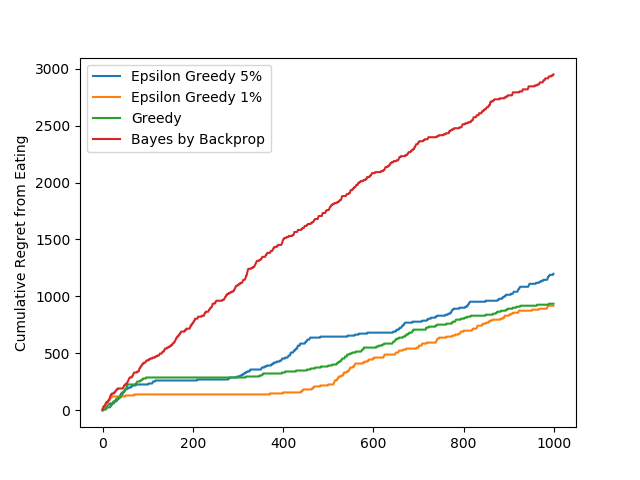 Epsilon Greedy 5%
Epsilon Greedy 1%
Greedy
Bayes by Backprop
Cumulative Regret from Eating
3000
2500
2000
1500
1000
500
0
0 200 400 600 800 1000